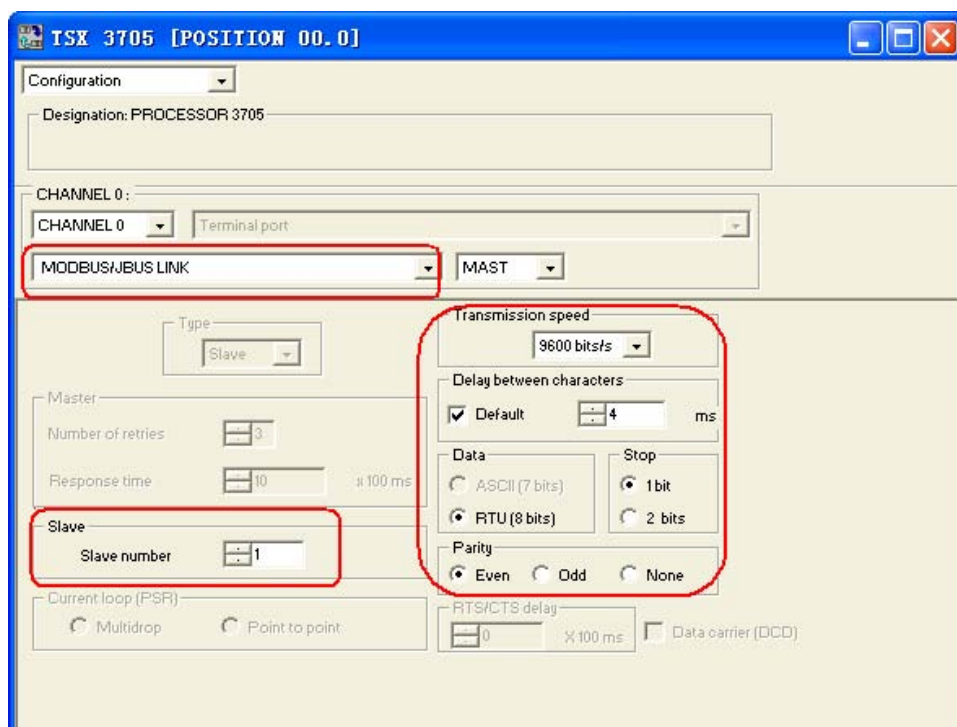 TSX 3705 [POSITION 00.0]
Configuration
Designation: PROCESSOR 3705
CHANNEL 0 :
CHANNEL 0
Terminal port
MODBUS/JBUS LINK
MAST
Type
Slave
Transmission speed
9600 bits/s
Delay between characters
Default
4
ms
Master
Number of retries
3
Response time
10
x 100 ms
Data
ASCII (7 bits)
RTU (8 bits)
Stop
1 bit
2 bits
Slave
Slave number
1
Parity
Even
Odd
None
Current loop (PSR)
Multidrop
Point to point
RTS/CTS delay
0
X 100 ms
Data carrier (DCD)